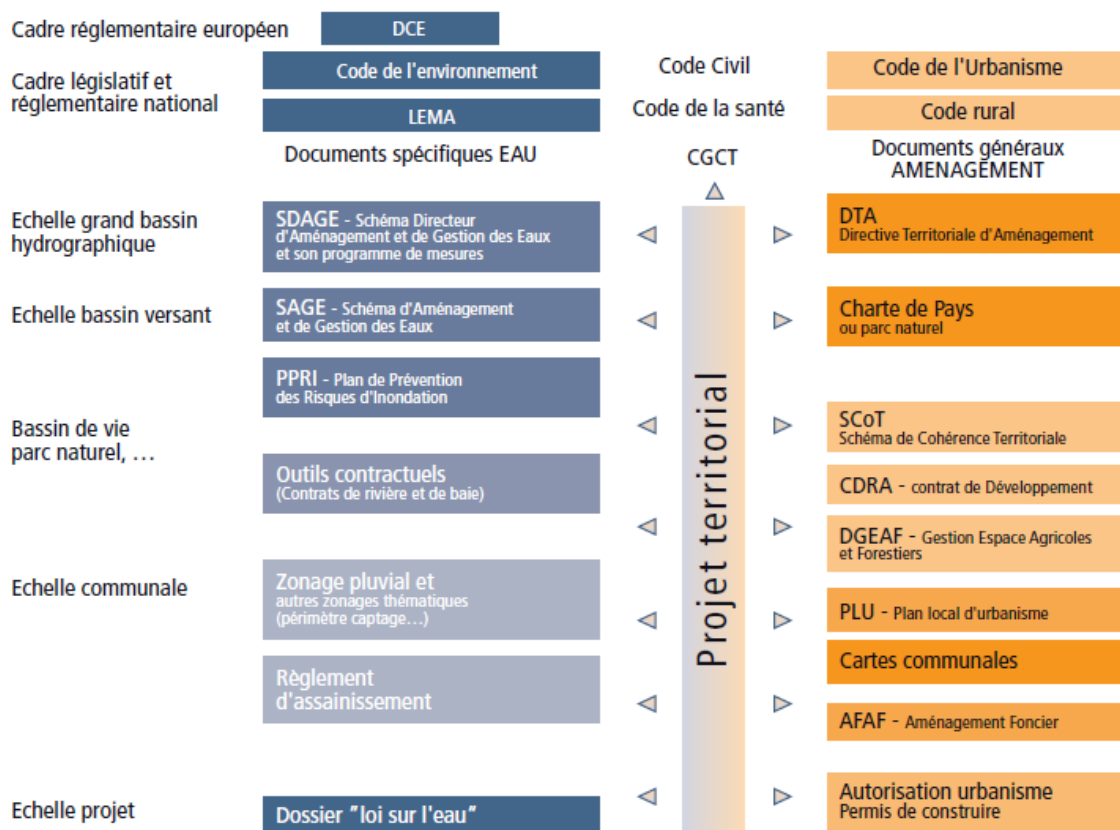 Cadre réglementaire européen
DCE
Cadre législatif et
réglementaire national
Code de l'environnement
Code Civil
Code de l'Urbanisme
LEMA
Code de la santé
Code rural
Documents spécifiques EAU
CGCT
Documents généraux
AMENAGEMENT
Echelle grand bassin
hydrographique
SDAGE - Schéma Directeur
d'Aménagement et de Gestion des Eaux
et son programme de mesures
DTA
Directive Territoriale d'Aménagement
Echelle bassin versant
SAGE - Schéma d'Aménagement
et de Gestion des Eaux
Charte de Pays
ou parc naturel
PPRI - Plan de Prévention
des Risques d'Inondation
Projet territorial
Bassin de vie
parc naturel, ...
SCoT
Schéma de Cohérence Territoriale
Outils contractuels
(Contrats de rivière et de baie)
CDRA - contrat de Développement
DGEAF - Gestion Espace Agricoles
et Forestiers
Echelle communale
Zonage pluvial et
autres zonages thématiques
(périmètre captage...)
PLU - Plan local d'urbanisme
Cartes communales
Règlement
d'assainissement
AFAF - Aménagement Foncier
Echelle projet
Dossier "loi sur l'eau"
Autorisation urbanisme
Permis de construire